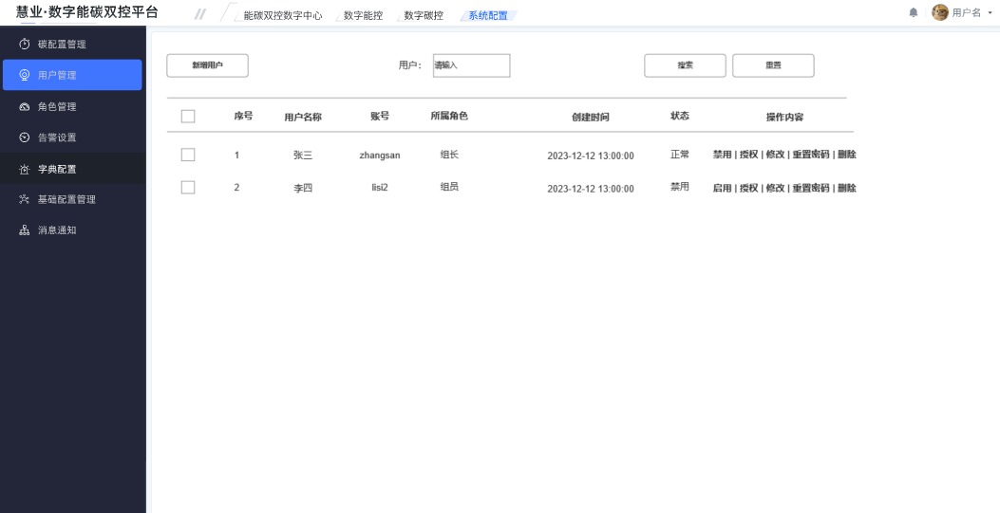 慧业·数字能碳双控平台 // 能碳双控数字中心 数字能控 数字碳控 系统配置 用户名
碳配置管理
用户管理
角色管理
告警设置
字典配置
基础配置管理
消息通知
新增用户 用户： 请输入 搜索 重置
序号 用户名称 账号 所属角色 创建时间 状态 操作内容
1 张三 zhangsan 组长 2023-12-12 13:00:00 正常 禁用 | 授权 | 修改 | 重置密码 | 删除
2 李四 lisi2 组员 2023-12-12 13:00:00 禁用 启用 | 授权 | 修改 | 重置密码 | 删除